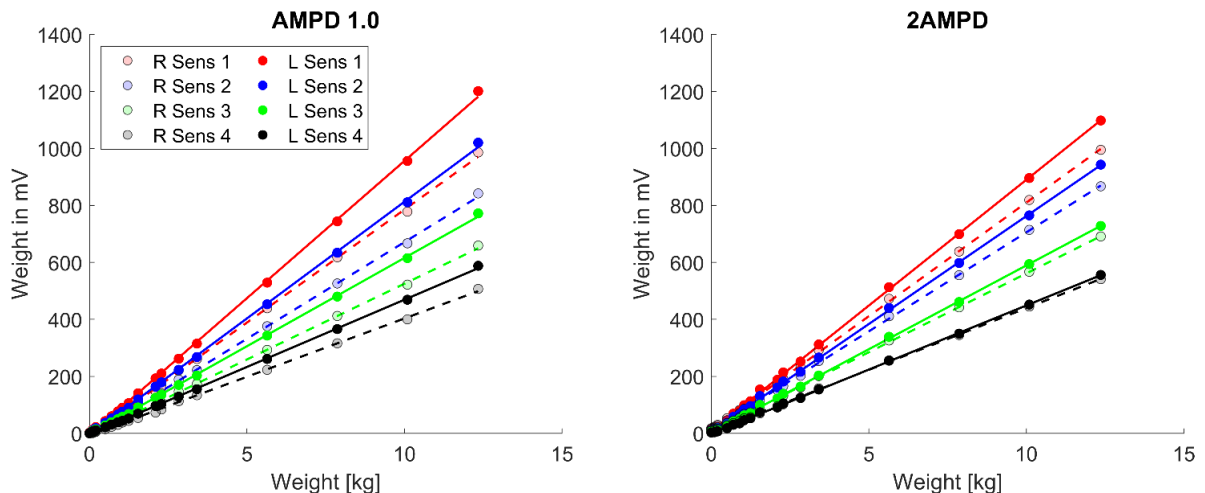 AMPD 1.0
1400
1200
1000
800
600
400
200
0
Weight in mV
R Sens 1 L Sens 1
R Sens 2 L Sens 2
R Sens 3 L Sens 3
R Sens 4 L Sens 4
0 5 10 15
Weight [kg]
2AMPD
1400
1200
1000
800
600
400
200
0
Weight in mV
0 5 10 15
Weight [kg]